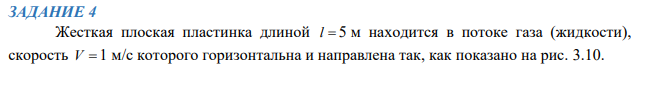 ЗАДАНИЕ 4
Жесткая плоская пластинка длиной l = 5 м находится в потоке газа (жидкости),
скорость V = 1 м/с которого горизонтальна и направлена так, как показано на рис. 3.10.